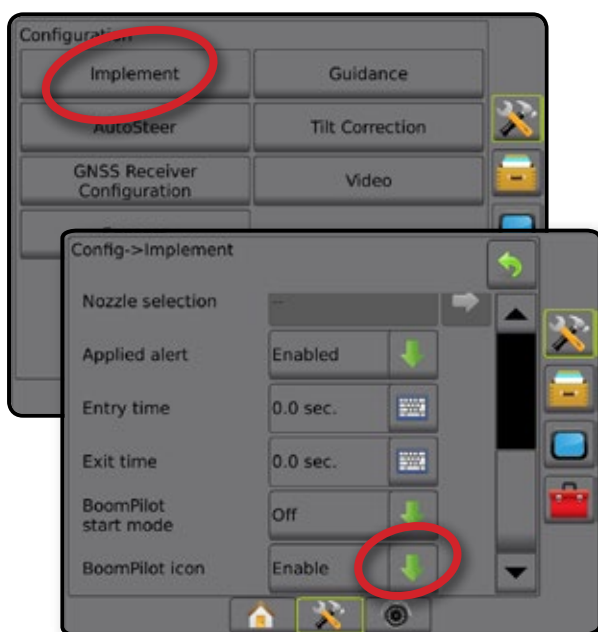 Configuration
Implement
Guidance
AutoSteer
Tilt Correction
GNSS Receiver
Configuration
Video
Config->Implement
Nozzle selection
--
Applied alert
Enabled
Entry time
0.0 sec.
Exit time
0.0 sec.
BoomPilot
start mode
Off
BoomPilot icon
Enable